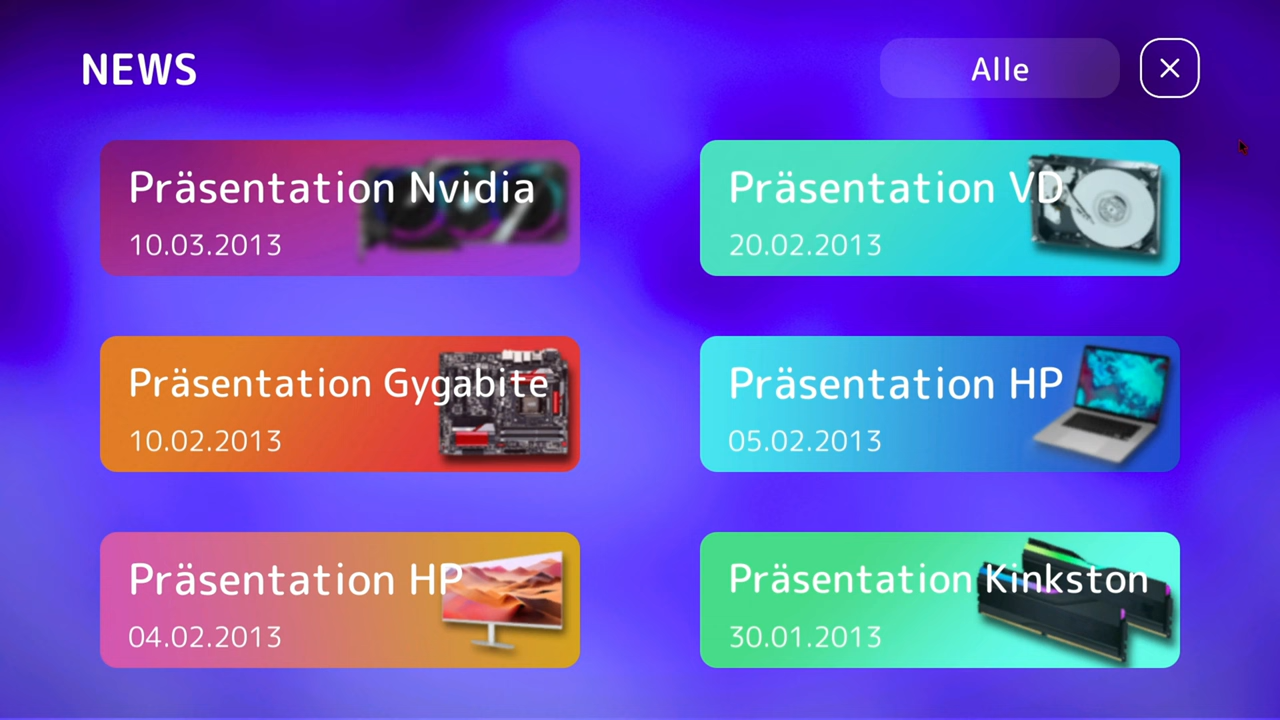 NEWS
Alle
Präsentation Nvidia
10.03.2013
Präsentation VD
20.02.2013
Präsentation Gygabite
10.02.2013
Präsentation HP
05.02.2013
Präsentation HP
04.02.2013
Präsentation Kinkston
30.01.2013